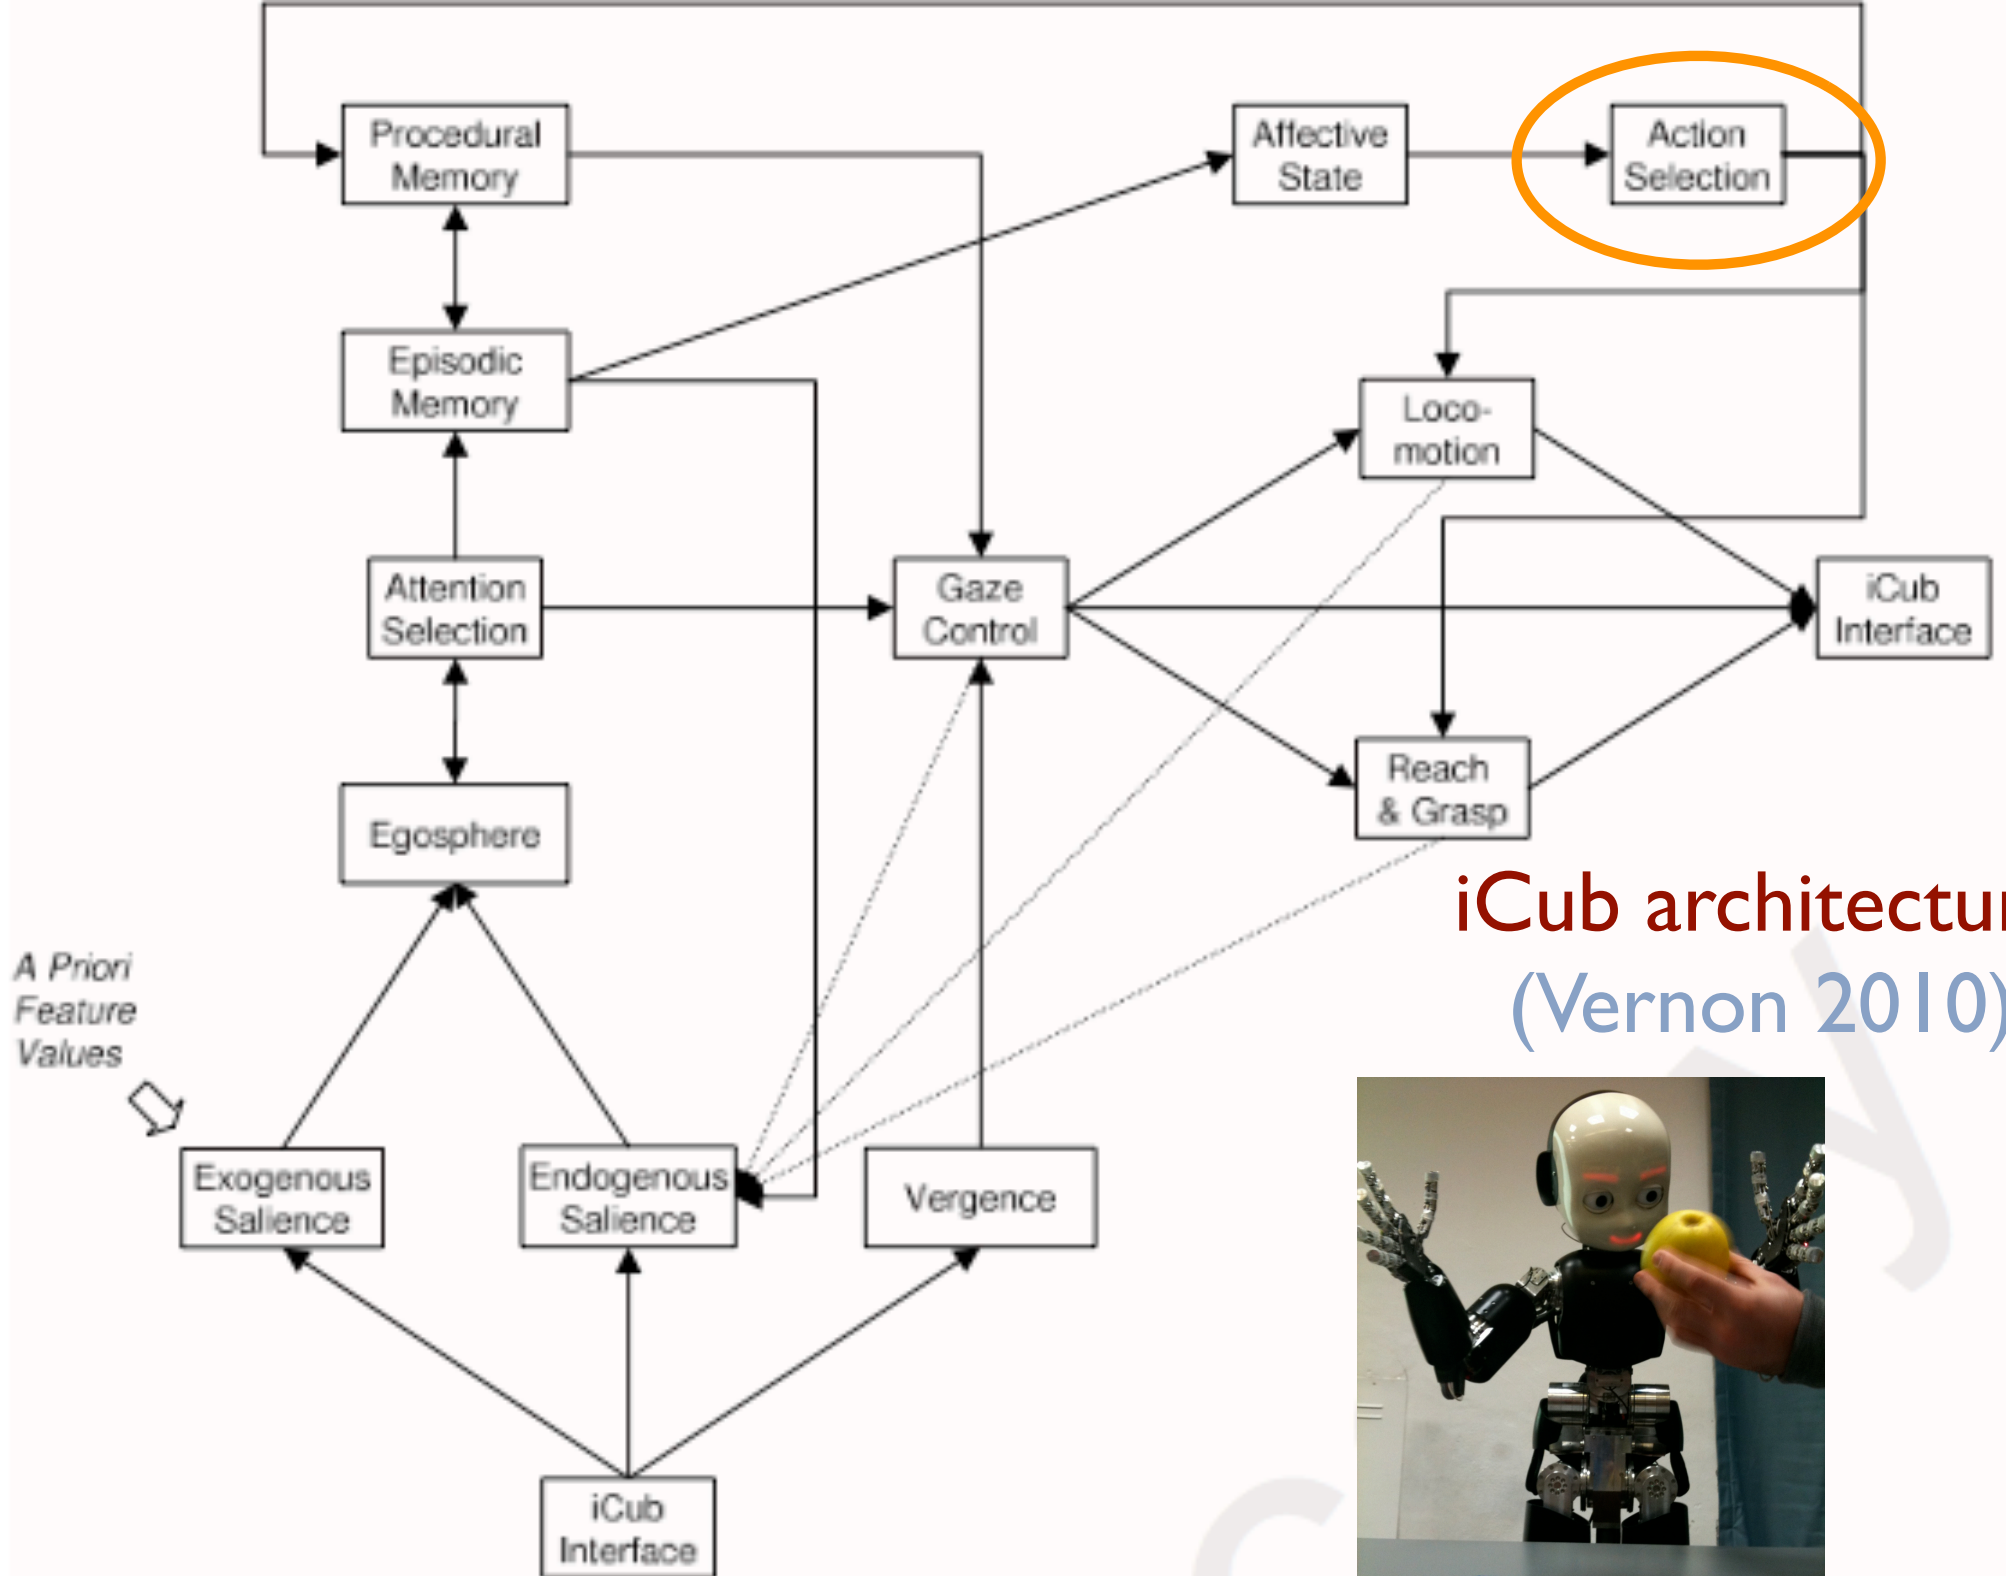 Procedural
Memory
Affective
State
Action
Selection
Episodic
Memory
Loco-
motion
Attention
Selection
Gaze
Control
iCub
Interface
Reach
& Grasp
Egosphere
iCub architectur
(Vernon 2010)
A Priori
Feature
Values
Exogenous
Salience
Endogenous
Salience
Vergence
iCub
Interface